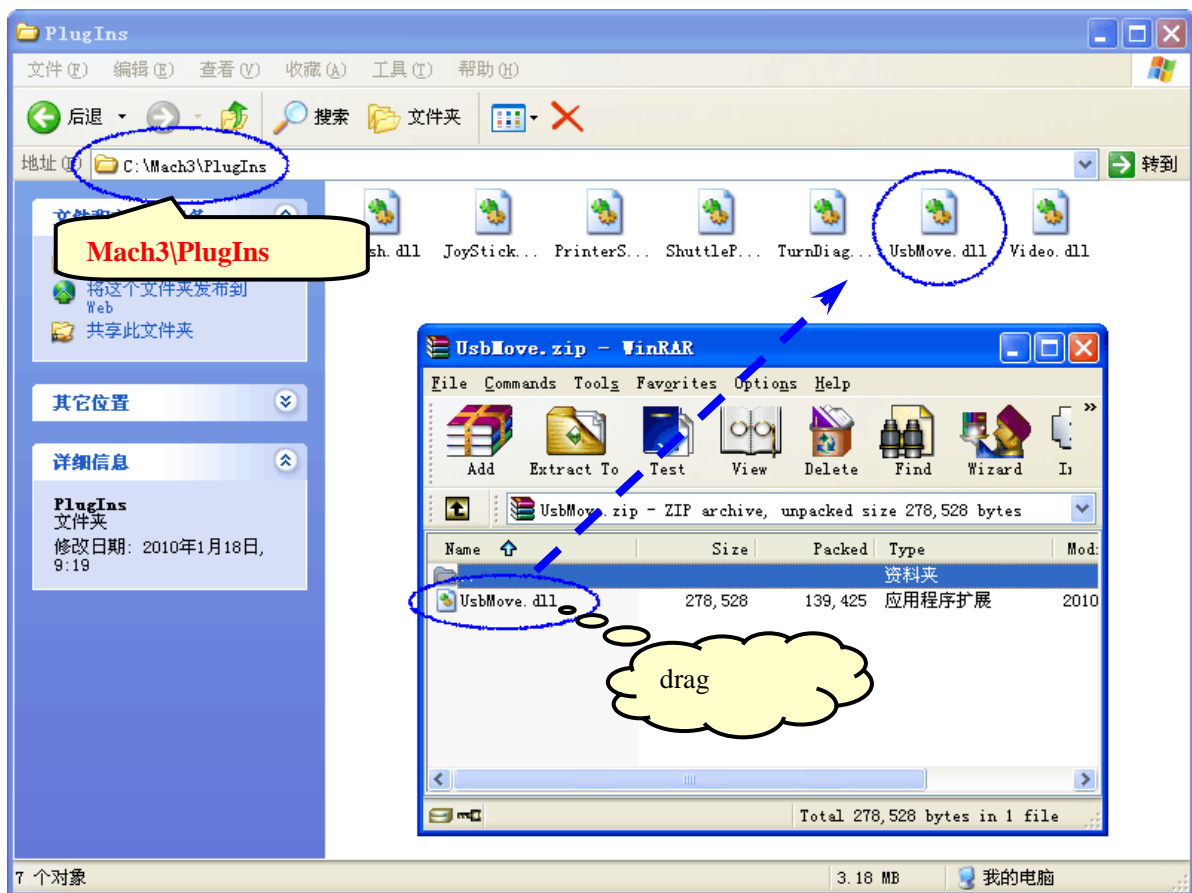 PlugIns
文件(F) 编辑(E) 查看(V) 收藏(A) 工具(T) 帮助(H)
后退 搜索 文件夹
地址(D) C:\Mach3\PlugIns 转到
Mach3\PlugIns
sh.dll JoyStick... PrinterS... ShuttleP... TurnDiag... UsbMove.dll Video.dll
将这个文件夹发布到
Web
共享此文件夹
其它位置
详细信息
PlugIns
文件夹
修改日期: 2010年1月18日,
9:19
UsbMove.zip - WinRAR
File Commands Tools Favorites Options Help
Add Extract To Test View Delete Find Wizard
UsbMove.zip - ZIP archive, unpacked size 278,528 bytes
Name Size Packed Type Mod:
.. 资料夹
UsbMove.dll 278,528 139,425 应用程序扩展 2010
drag
Total 278,528 bytes in 1 file
7 个对象 3.18 MB 我的电脑